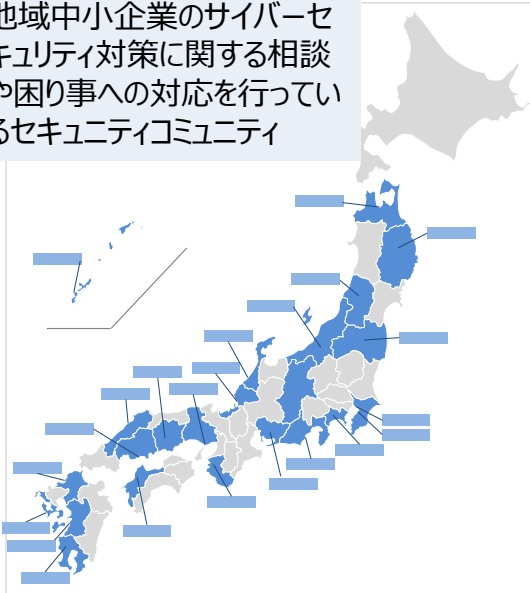 地域中小企業のサイバーセ
キュリティ対策に関する相談
や困り事への対応を行ってい
るセキュニティコミュニティ